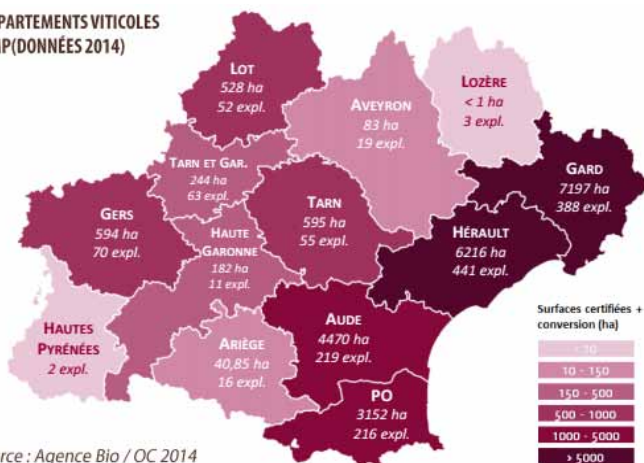 PARTEMENTS VITICOLES
MP(DONNÉES 2014)
LOT
528 ha
52 expl.
LOZÈRE
< 1 ha
3 expl.
AVEYRON
83 ha
19 expl.
TARN ET GAR.
244 ha
63 expl.
GARD
7197 ha
388 expl.
GERS
594 ha
70 expl.
TARN
595 ha
55 expl.
HAUTE
GARONNE
182 ha
11 expl.
HÉRAULT
6216 ha
441 expl.
HAUTES
PYRÉNÉES
2 expl.
ARIÈGE
40,85 ha
16 expl.
AUDE
4470 ha
219 expl.
PO
3152 ha
216 expl.
Surfaces certifiées +
conversion (ha)
< 10
10 - 150
150 - 500
500 - 1000
1000 - 5000
> 5000
rce : Agence Bio / OC 2014